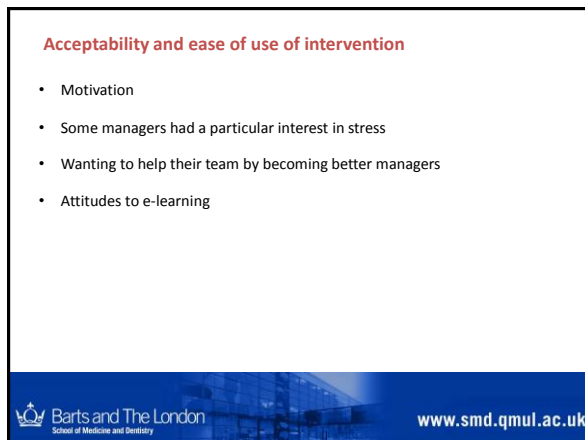 Acceptability and ease of use of intervention
• Motivation
• Some managers had a particular interest in stress
• Wanting to help their team by becoming better managers
• Attitudes to e-learning
Barts and The London
School of Medicine and Dentistry
www.smd.qmul.ac.uk